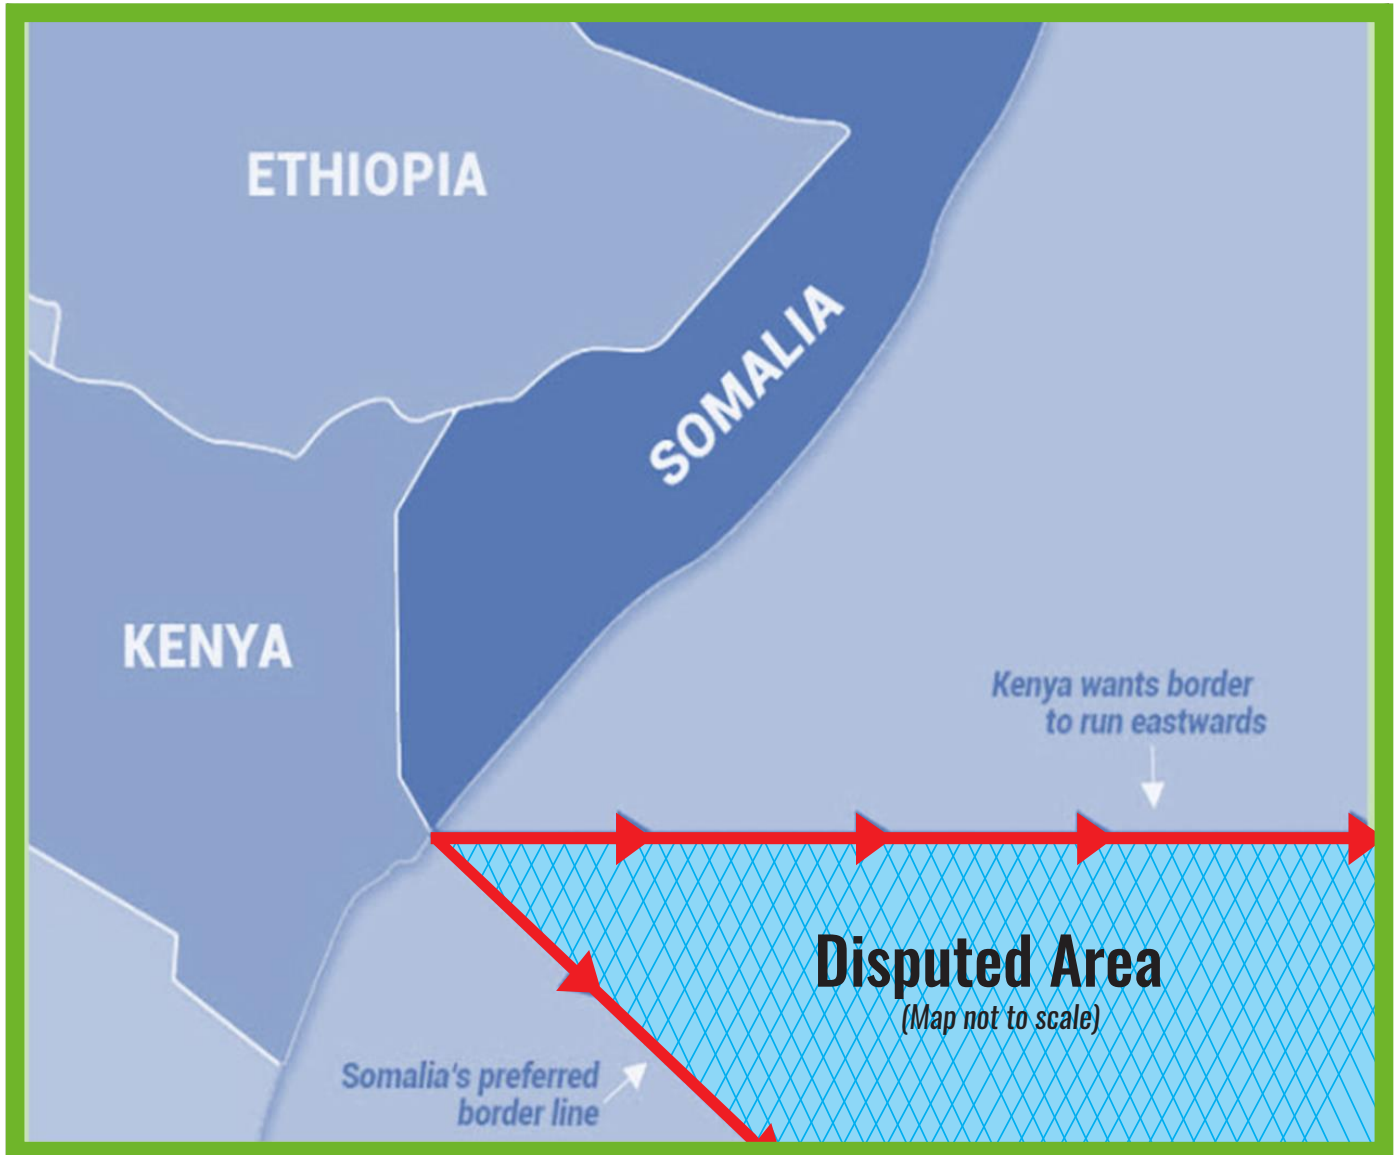 ETHIOPIA
SOMALIA
KENYA
Kenya wants border
to run eastwards
Disputed Area
(Map not to scale)
Somalia's preferred
border line